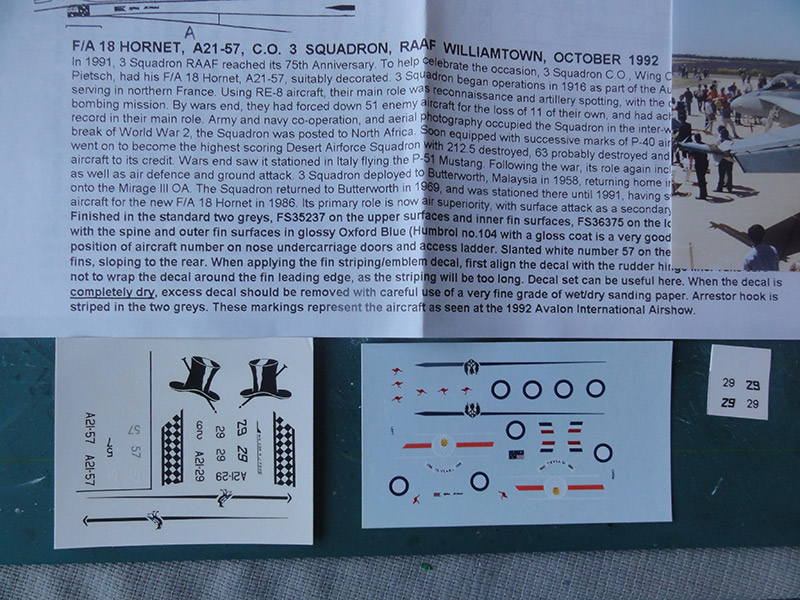 A
F/A 18 HORNET, A21-57, C.O. 3 SQUADRON, RAAF WILLIAMTOWN, OCTOBER 1992
In 1991, 3 Squadron RAAF reached its 75th Anniversary. To help celebrate the occasion, 3 Squadron C.O., Wing C
Pietsch, had his F/A 18 Hornet, A21-57, suitably decorated. 3 Squadron began operations in 1916 as part of the Au
serving in northern France. Using RE-8 aircraft, their main role was reconnaissance and artillery spotting, with the
bombing mission. By wars end, they had forced down 51 enemy aircraft for the loss of 11 of their own, and had ach
record in their main role. Army and navy co-operation, and aerial photography occupied the Squadron in the inter-w
break of World War 2, the Squadron was posted to North Africa. Soon equipped with successive marks of P-40 air
went on to become the highest scoring Desert Airforce Squadron with 212.5 destroyed, 63 probably destroyed and
aircraft to its credit. Wars end saw it stationed in Italy flying the P-51 Mustang. Following the war, its role again incl
as well as air defence and ground attack. 3 Squadron deployed to Butterworth, Malaysia in 1958, returning home i
onto the Mirage III OA. The Squadron returned to Butterworth in 1969, and was stationed there until 1991, having s
aircraft for the new F/A 18 Hornet in 1986. Its primary role is now air superiority, with surface attack as a secondary
Finished in the standard two greys, FS35237 on the upper surfaces and inner fin surfaces, FS36375 on the lo
with the spine and outer fin surfaces in glossy Oxford Blue (Humbrol no.104 with a gloss coat is a very good
position of aircraft number on nose undercarriage doors and access ladder. Slanted white number 57 on the
fins, sloping to the rear. When applying the fin striping/emblem decal, first align the decal with the rudder hinge
not to wrap the decal around the fin leading edge, as the striping will be too long. Decal set can be useful here. When the decal is
completely dry, excess decal should be removed with careful use of a very fine grade of wet/dry sanding paper. Arrestor hook is
striped in the two greys. These markings represent the aircraft as seen at the 1992 Avalon International Airshow.
A21-57
A21-57
57
57
29
29
29
29
A21-29
A21-29
29 29
29 29